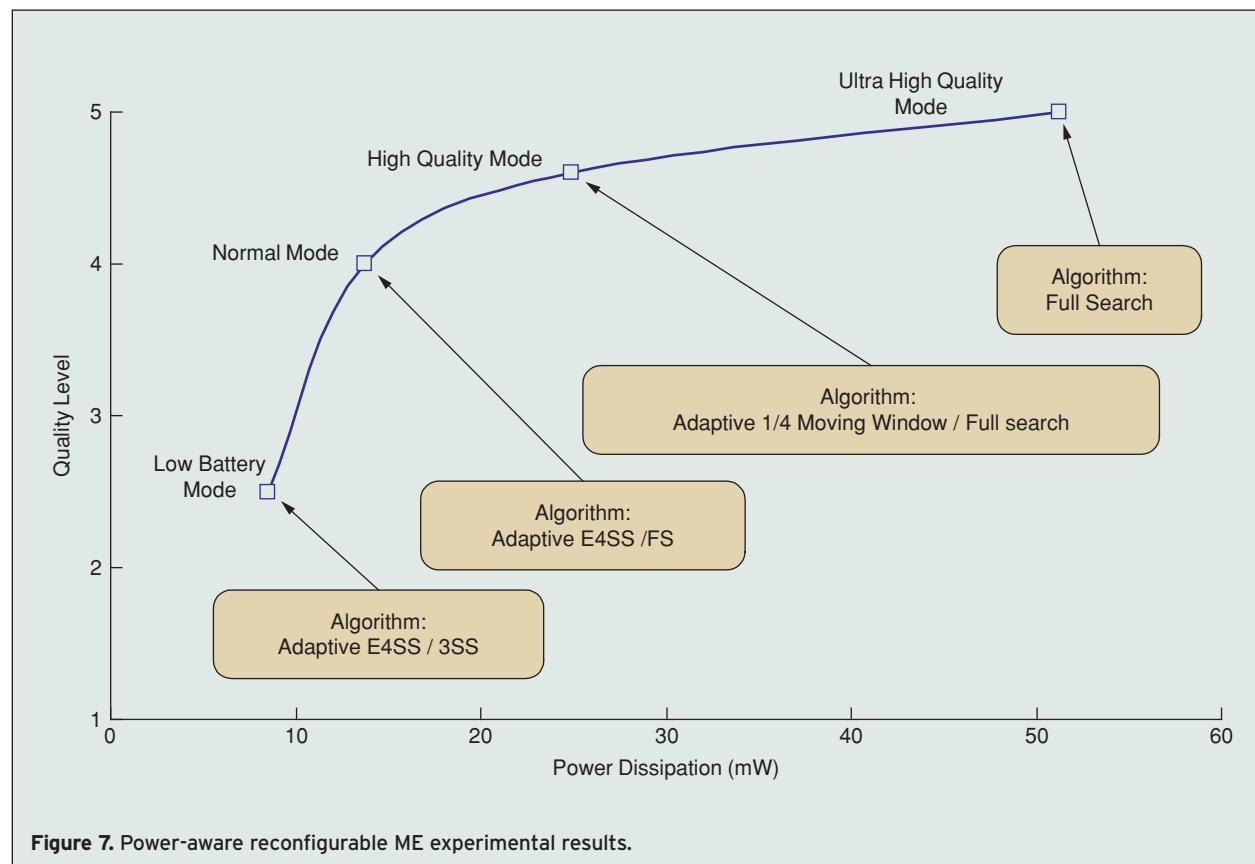 Ultra High Quality
Mode
5
High Quality Mode
Normal Mode
4
Algorithm:
Full Search
Quality Level
3
Algorithm:
Adaptive 1/4 Moving Window / Full search
Low Battery
Mode
Algorithm:
Adaptive E4SS /FS
2
Algorithm:
Adaptive E4SS / 3SS
1
0 10 20 30 40 50 60
Power Dissipation (mW)
Figure 7. Power-aware reconfigurable ME experimental results.